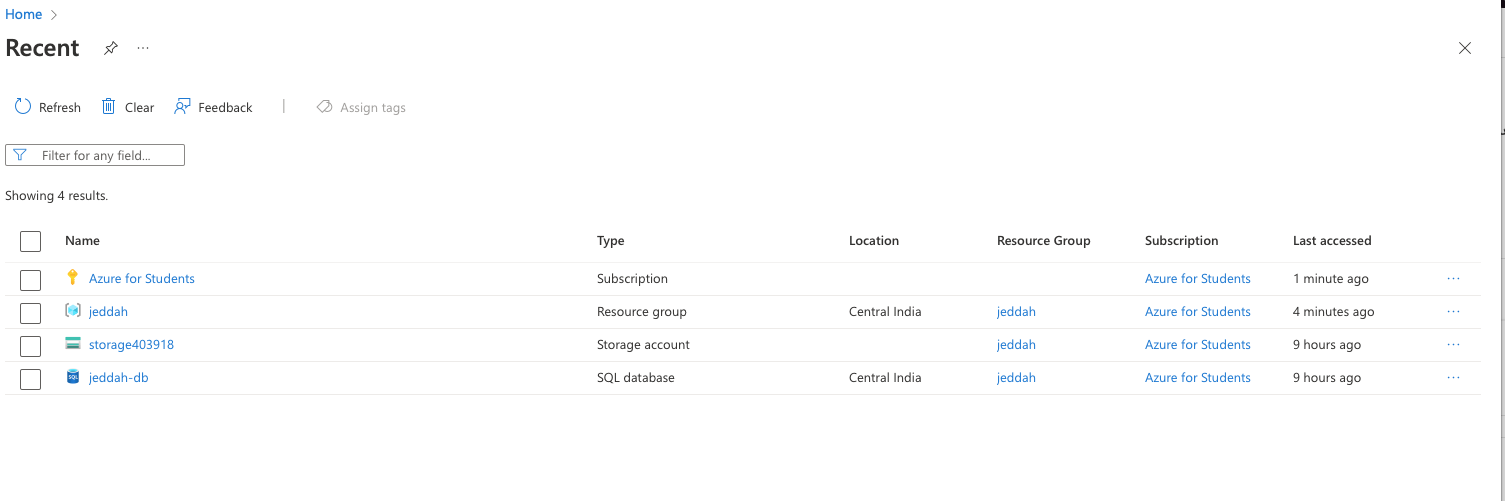 Home >
Recent ...
Refresh Clear Feedback | Assign tags
Filter for any field...
Showing 4 results.
Name Type Location Resource Group Subscription Last accessed
Azure for Students Subscription Azure for Students 1 minute ago ...
jeddah Resource group Central India jeddah Azure for Students 4 minutes ago ...
storage403918 Storage account jeddah Azure for Students 9 hours ago ...
SQL jeddah-db SQL database Central India jeddah Azure for Students 9 hours ago ...